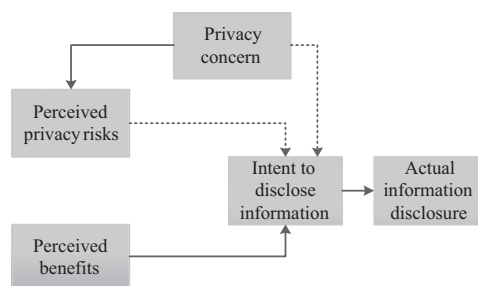 Privacy
concern
Perceived
privacy risks
Intent to
disclose
information
Actual
information
disclosure
Perceived
benefits